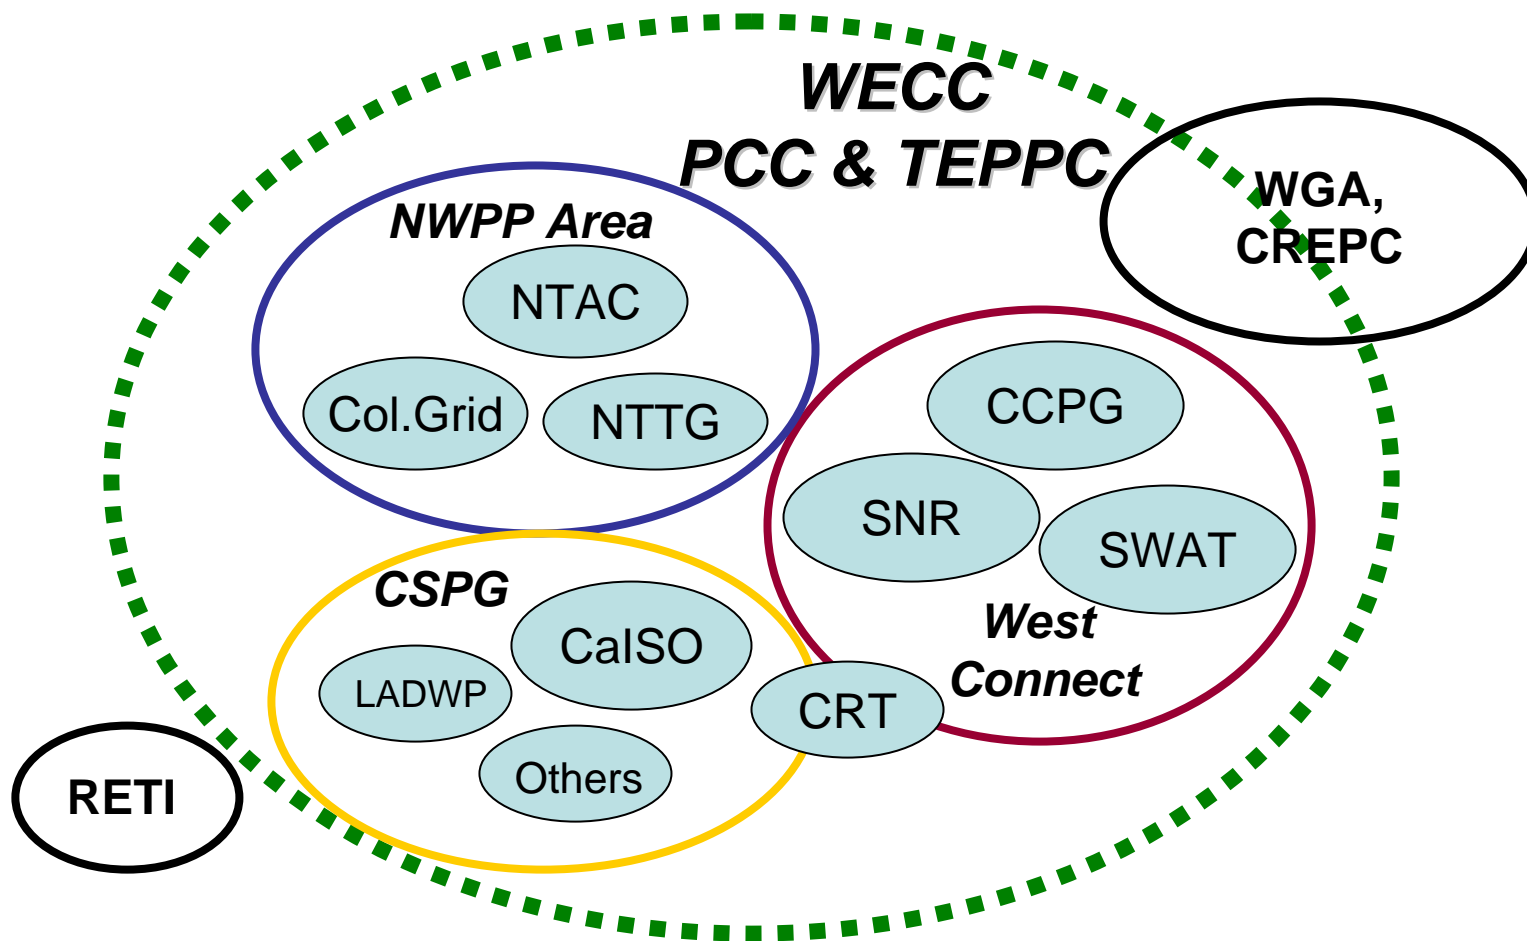 WECC
PCC & TEPPC
WGA,
CREPC
NWPP Area
NTAC
Col.Grid
NTTG
CCPG
SNR
SWAT
West
Connect
CSPG
CaISO
LADWP
CRT
Others
RETI